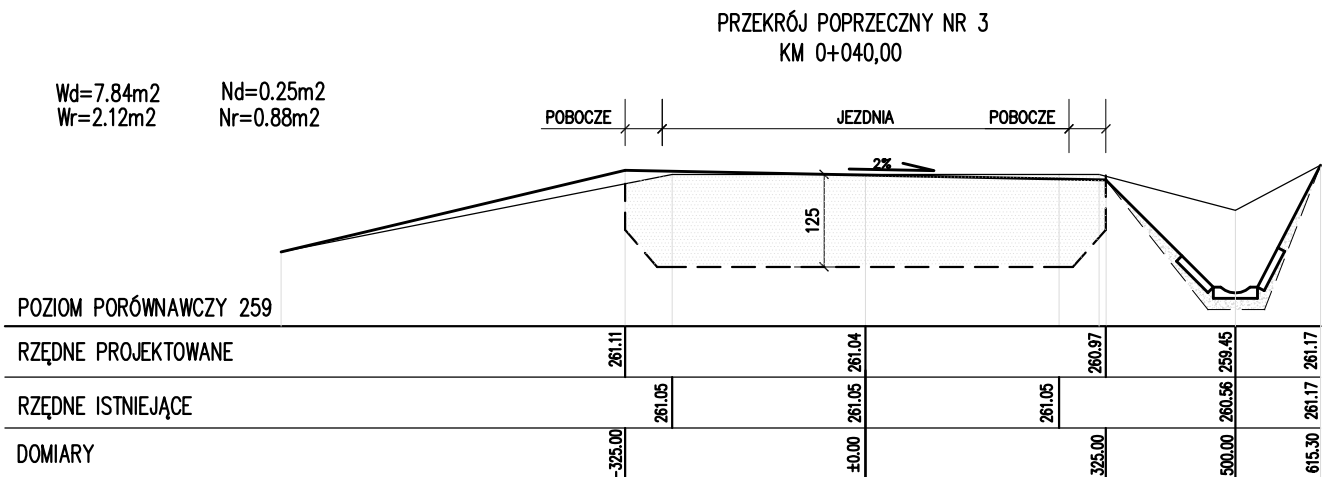 PRZEKRÓJ POPRZECZNY NR 3
KM 0+040,00
Wd=7.84m2 Nd=0.25m2
Wr=2.12m2 Nr=0.88m2
POBOCZE JEZDNIA POBOCZE
2%
125
POZIOM PORÓWNAWCZY 259
RZĘDNE PROJEKTOWANE 261.11 261.04 260.97 259.45 261.17
RZĘDNE ISTNIEJĄCE 261.05 261.05 261.05 260.56 261.17
DOMIARY -325.00 ±0.00 325.00 500.00 615.30